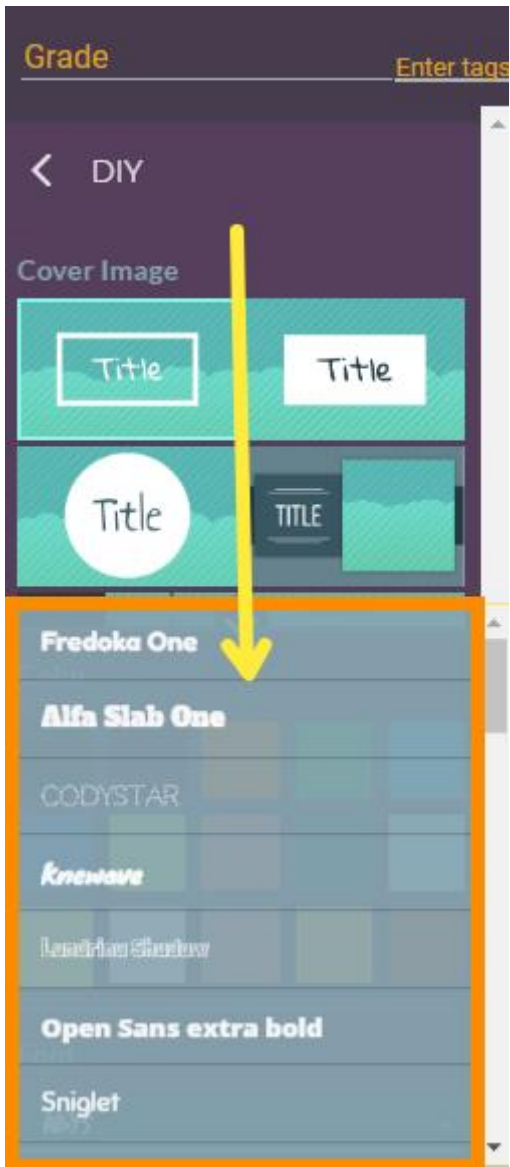 Grade
Enter tags
DIY
Cover Image
Title
Title
Title
TITLE
Fredoka One
Alfa Slab One
CODYSTAR
Knewave
Londrina Shadow
Open Sans extra bold
Sniglet